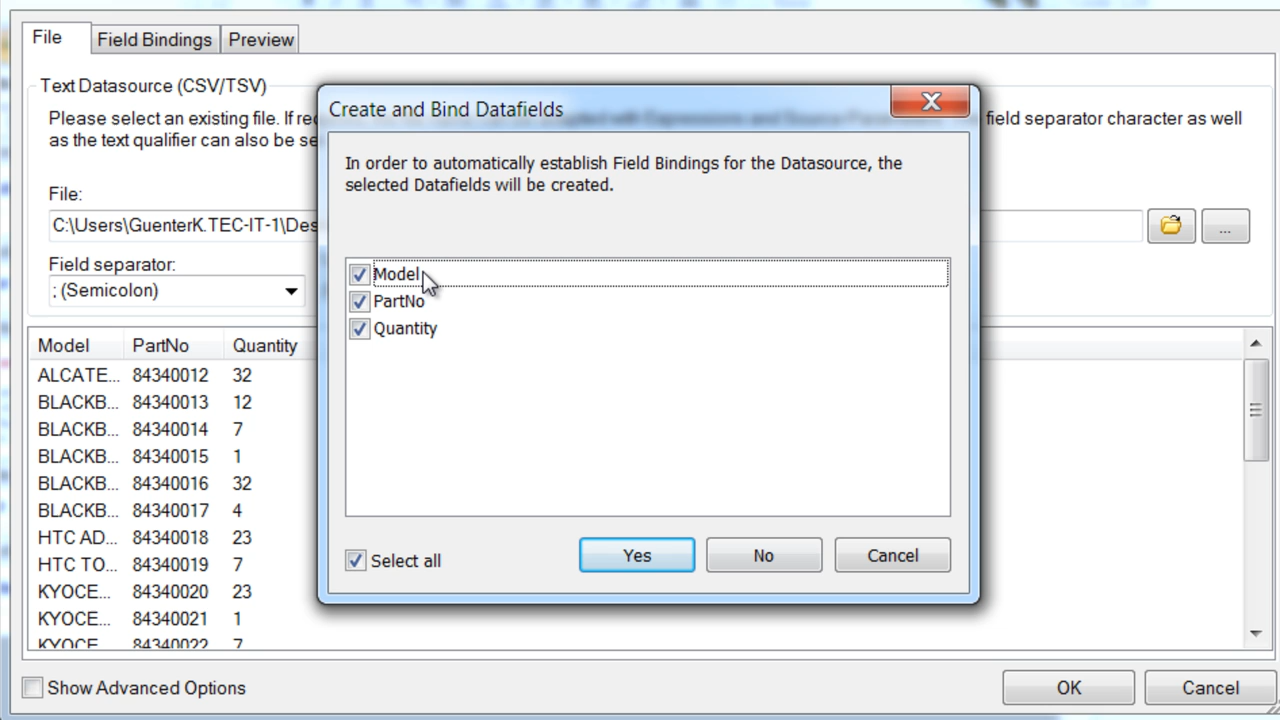 File
Field Bindings
Preview
Text Datasource (CSV/TSV)
Please select an existing file. If
field separator character as well
as the text qualifier can also be
File:
C:\Users\GuenterK.TEC-IT-1\Des
...
Field separator:
; (Semicolon)
Model PartNo Quantity
ALCATE... 84340012 32
BLACKB... 84340013 12
BLACKB... 84340014 7
BLACKB... 84340015 1
BLACKB... 84340016 32
BLACKB... 84340017 4
HTC AD... 84340018 23
HTC TO... 84340019 7
KYOCE... 84340020 23
KYOCE... 84340021 1
KYOCE... 84340022 7
Create and Bind Datafields
In order to automatically establish Field Bindings for the Datasource, the
selected Datafields will be created.
Model
PartNo
Quantity
Select all
Yes
No
Cancel
Show Advanced Options
OK
Cancel